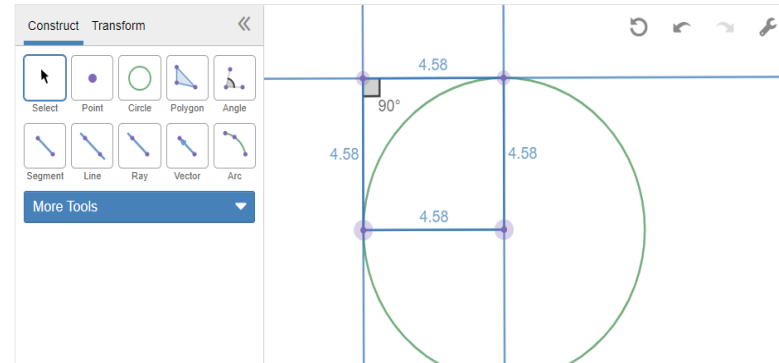 Construct Transform
Select Point Circle Polygon Angle
Segment Line Ray Vector Arc
More Tools
4.58
90°
4.58 4.58
4.58